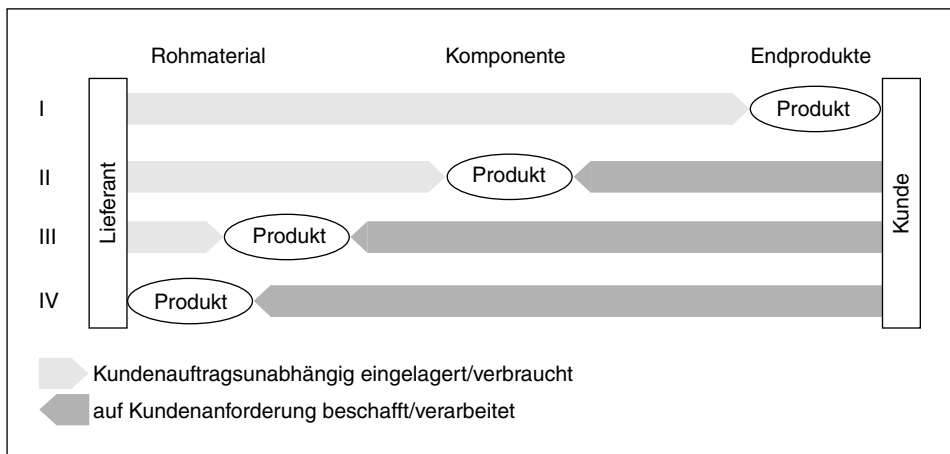 Rohmaterial Komponente Endprodukte
I Produkt
II Produkt
III Produkt
IV Produkt
Lieferant
Kunde
Kundenauftragsunabhängig eingelagert/verbraucht
auf Kundenanforderung beschafft/verarbeitet